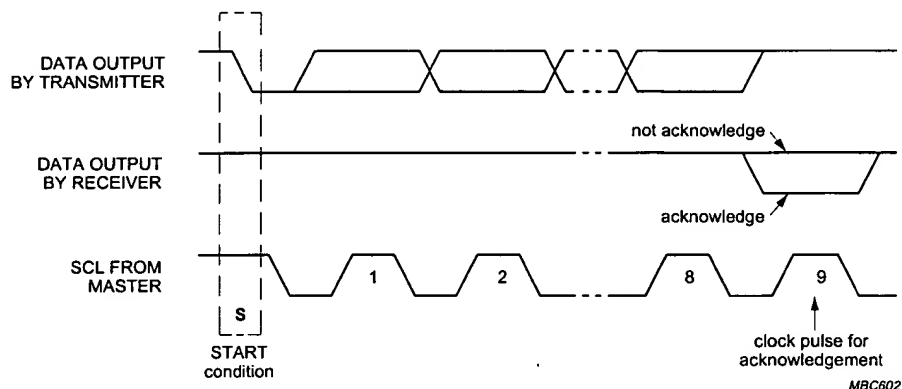 DATA OUTPUT
BY TRANSMITTER
not acknowledge
DATA OUTPUT
BY RECEIVER
acknowledge
SCL FROM
MASTER
1
2
8
9
S
START
condition
clock pulse for
acknowledgement
MBC602